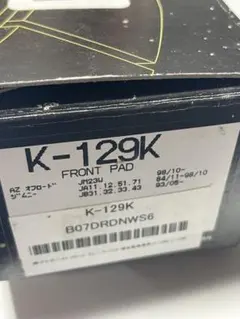 K-129K
FRONT PAD
AZ オフロード JM23W 98/10-
ジムニー JA11.12.51.71 84/11-98/10
JB31.32.33.43 93/05-
K-129K
B07DRDNWS6